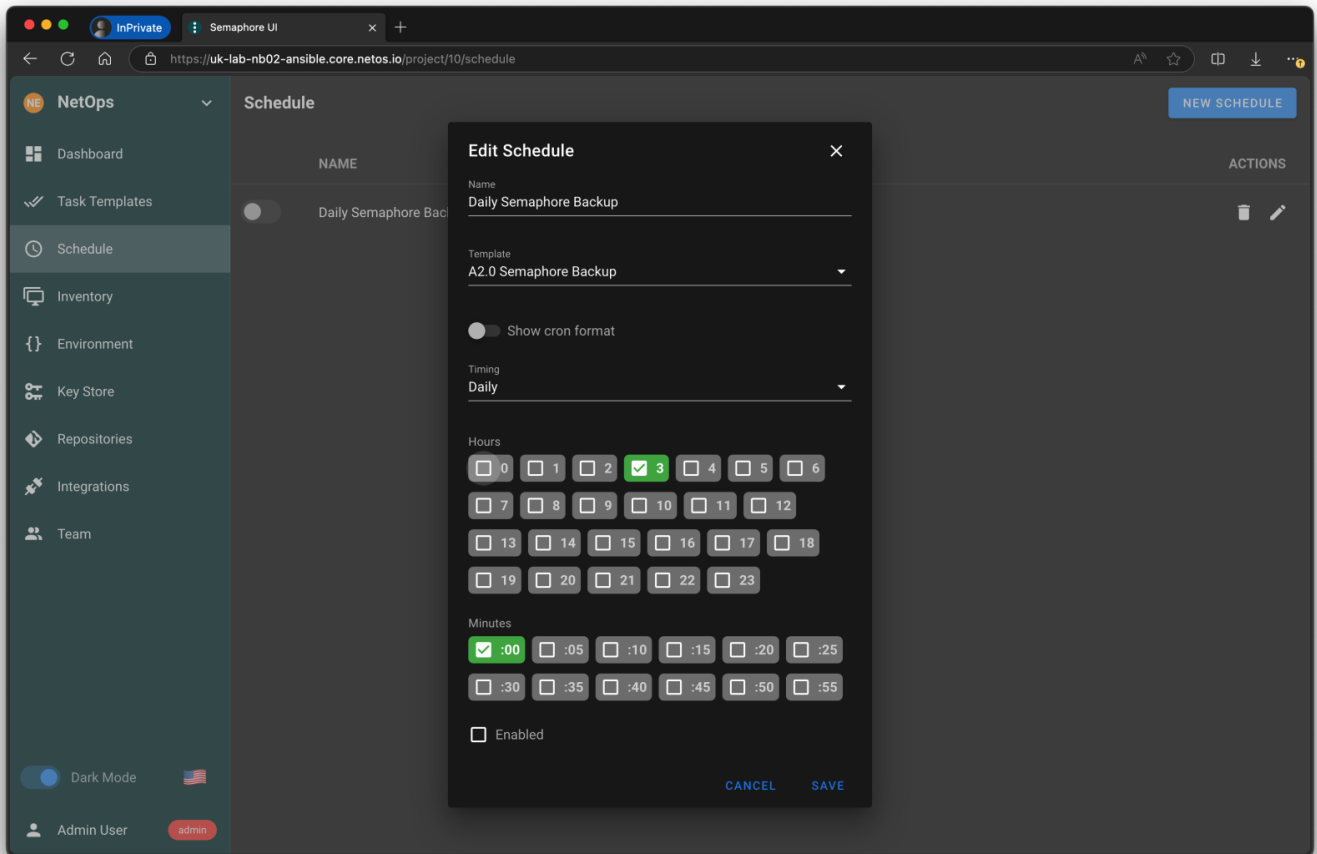 InPrivate
Semaphore UI
https://uk-lab-nb02-ansible.core.netos.io/project/10/schedule
NE NetOps
Dashboard
Task Templates
Schedule
Inventory
Environment
Key Store
Repositories
Integrations
Team
Dark Mode
Admin User admin
Schedule
NEW SCHEDULE
NAME ACTIONS
Daily Semaphore Bac
Edit Schedule
Name
Daily Semaphore Backup
Template
A2.0 Semaphore Backup
Show cron format
Timing
Daily
Hours
0 1 2 3 4 5 6
7 8 9 10 11 12
13 14 15 16 17 18
19 20 21 22 23
Minutes
:00 :05 :10 :15 :20 :25
:30 :35 :40 :45 :50 :55
Enabled
CANCEL SAVE